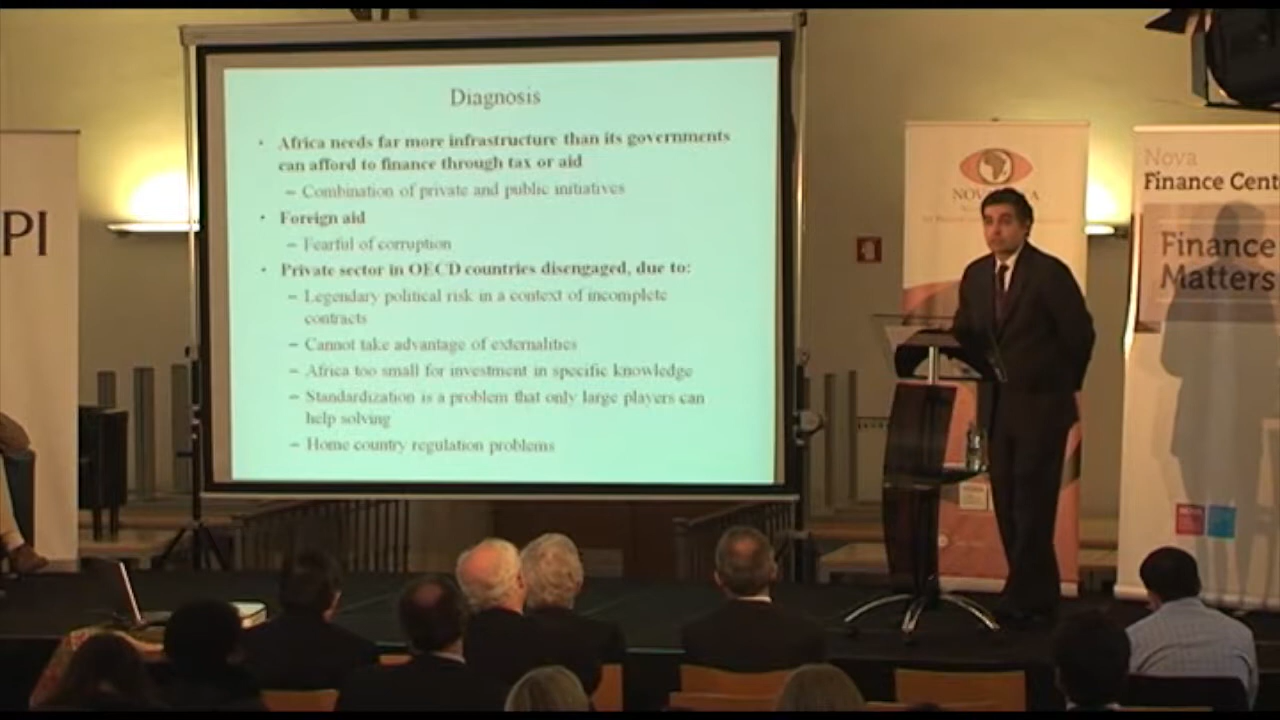 Diagnosis
• Africa needs far more infrastructure than its governments
can afford to finance through tax or aid
– Combination of private and public initiatives
• Foreign aid
– Fearful of corruption
• Private sector in OECD countries disengaged, due to:
– Legendary political risk in a context of incomplete
contracts
– Cannot take advantage of externalities
– Africa too small for investment in specific knowledge
– Standardization is a problem that only large players can
help solving
– Home country regulation problems
PI
Nova
Finance Cent
Finance
Matters